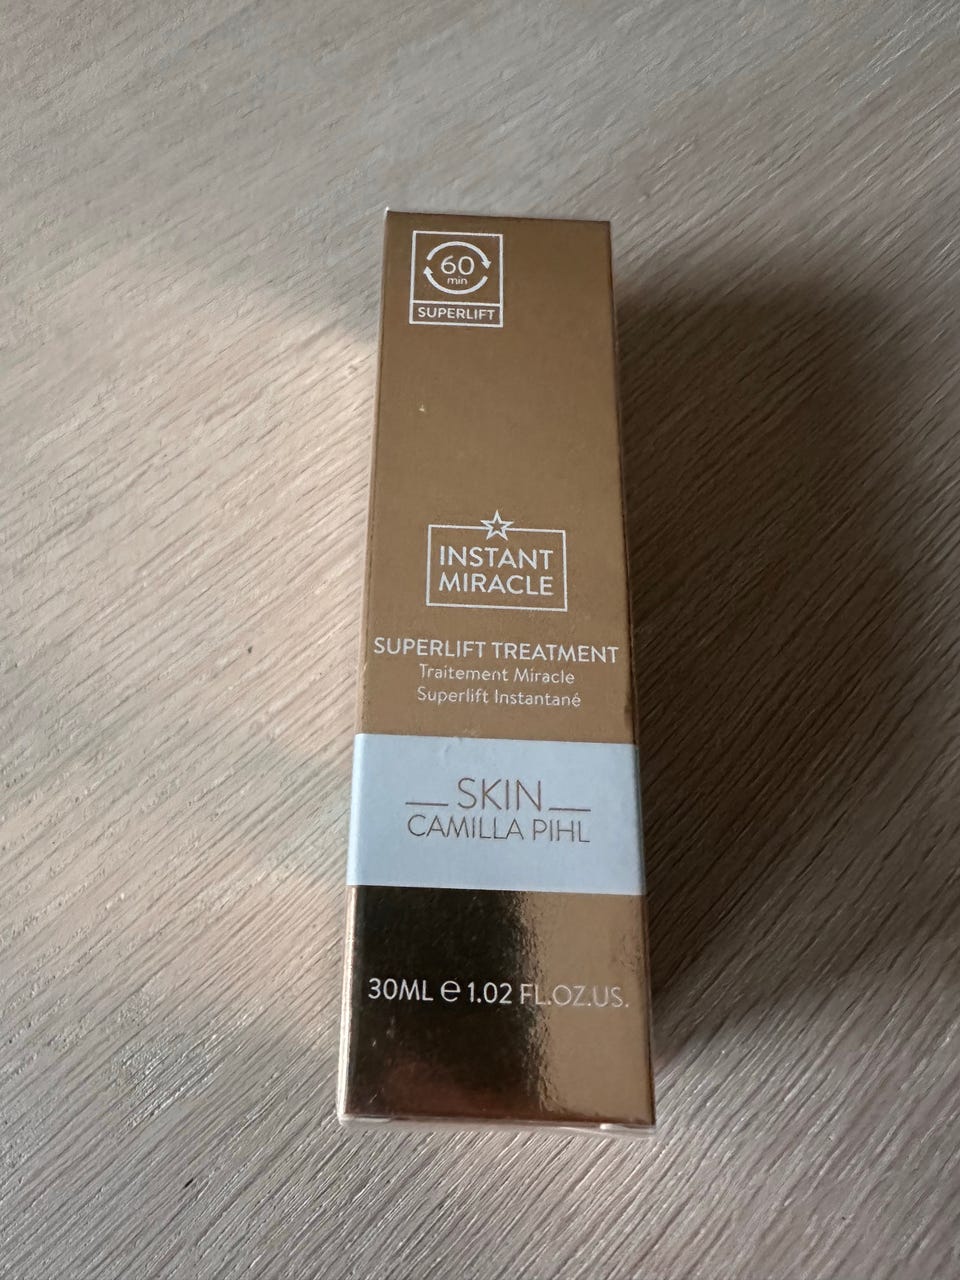 60
min
SUPERLIFT
INSTANT
MIRACLE
SUPERLIFT TREATMENT
Traitement Miracle
Superlift Instantané
SKIN
CAMILLA PIHL
30ML ℮ 1.02 FL.OZ.US.